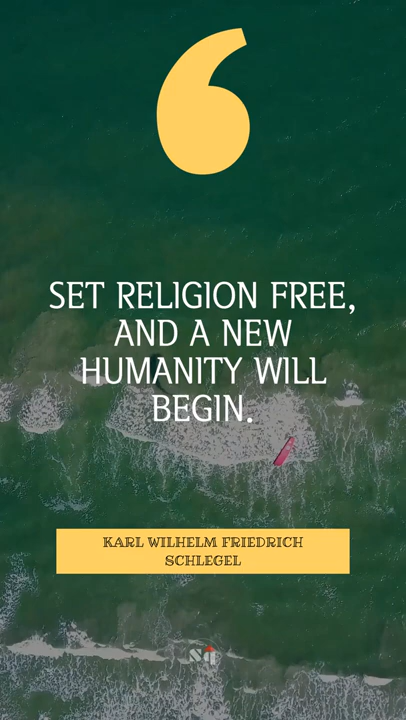 SET RELIGION FREE,
AND A NEW
HUMANITY WILL
BEGIN.
KARL WILHELM FRIEDRICH
SCHLEGEL